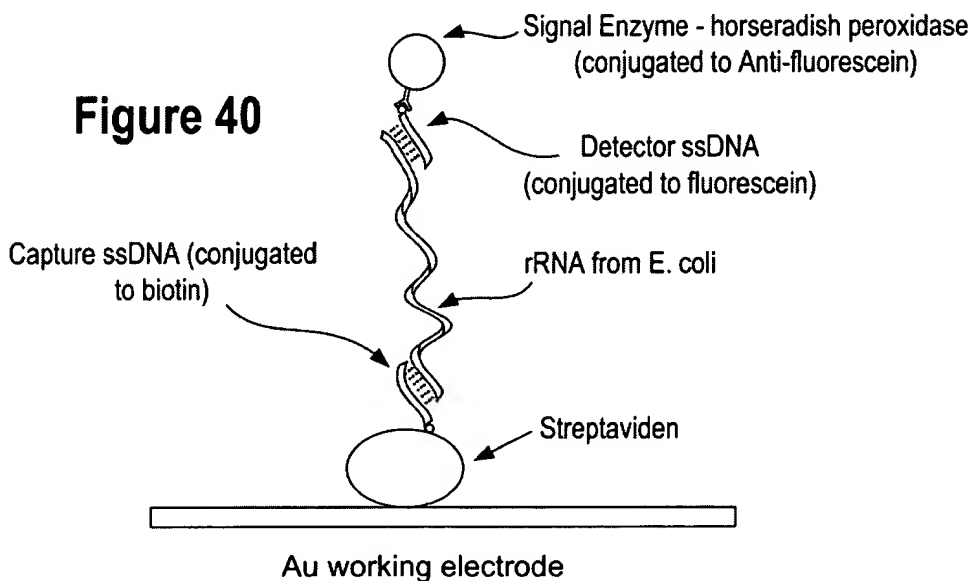 Signal Enzyme - horseradish peroxidase
(conjugated to Anti-fluorescein)
Figure 40
Detector ssDNA
(conjugated to fluorescein)
Capture ssDNA (conjugated
to biotin)
rRNA from E. coli
Streptaviden
Au working electrode